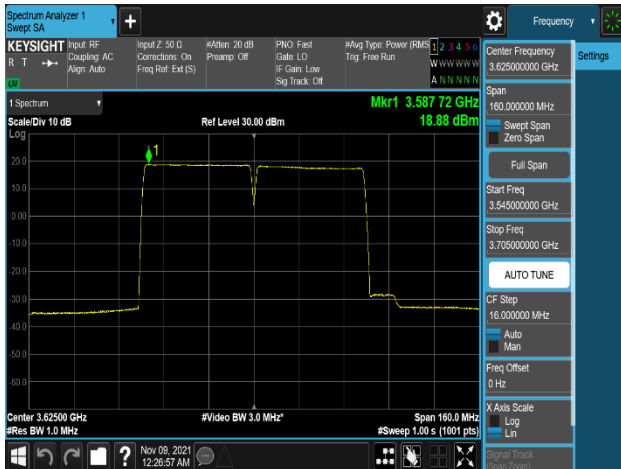 Spectrum Analyzer 1
Swept SA
Frequency
KEYSIGHT
R T
Input: RF
Coupling: AC
Align: Auto
Input Z: 50 Ω
Corrections: On
Freq Ref: Ext (S)
#Atten: 20 dB
Preamp: Off
PNO: Fast
Gate: LO
IF Gain: Low
Sig Track: Off
#Avg Type: Power (RMS
Trig: Free Run
1 2 3 4 5 6
W W W W W W
A N N N N N
1 Spectrum
Mkr1 3.587 72 GHz
18.88 dBm
Scale/Div 10 dB
Ref Level 30.00 dBm
Log
1
20.0
10.0
0.00
-10.0
-20.0
-30.0
-40.0
-50.0
-60.0
Center 3.62500 GHz
#Video BW 3.0 MHz*
Span 160.0 MHz
#Res BW 1.0 MHz
#Sweep 1.00 s (1001 pts)
?
Nov 09, 2021
12:26:57 AM
Settings
Center Frequency
3.625000000 GHz
Span
160.000000 MHz
Swept Span
Zero Span
Full Span
Start Freq
3.545000000 GHz
Stop Freq
3.705000000 GHz
AUTO TUNE
CF Step
16.000000 MHz
Auto
Man
Freq Offset
0 Hz
X Axis Scale
Log
Lin
Signal Track
(Span Zoom)